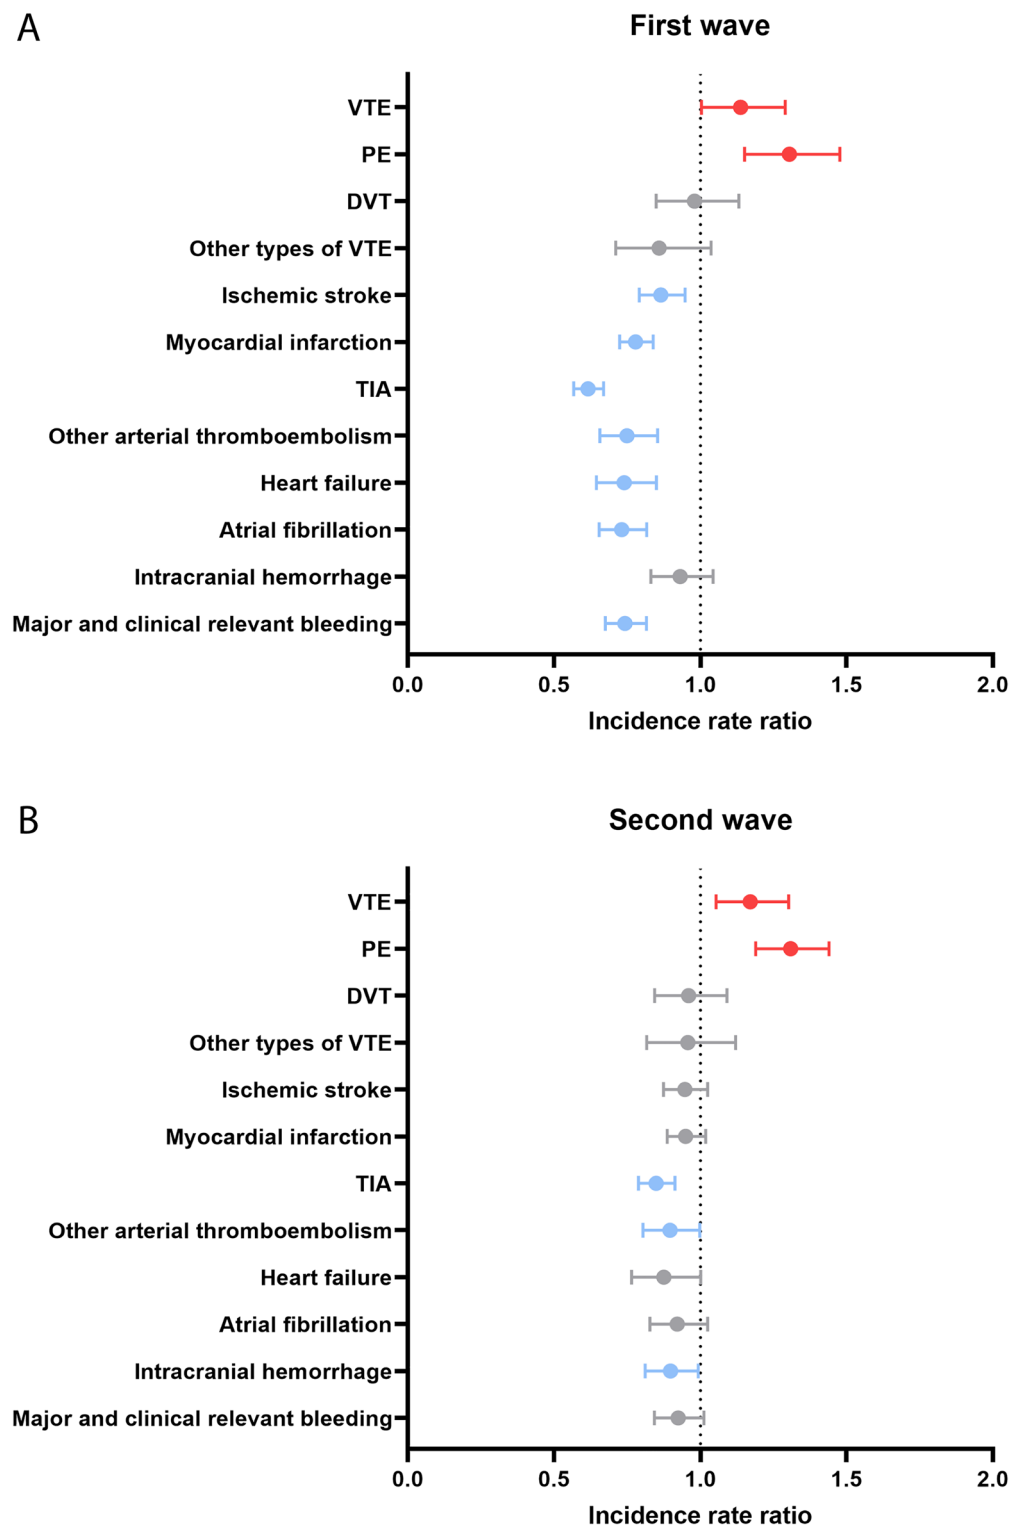 A
First wave
VTE
PE
DVT
Other types of VTE
Ischemic stroke
Myocardial infarction
TIA
Other arterial thromboembolism
Heart failure
Atrial fibrillation
Intracranial hemorrhage
Major and clinical relevant bleeding
0.0 0.5 1.0 1.5 2.0
Incidence rate ratio
B
Second wave
VTE
PE
DVT
Other types of VTE
Ischemic stroke
Myocardial infarction
TIA
Other arterial thromboembolism
Heart failure
Atrial fibrillation
Intracranial hemorrhage
Major and clinical relevant bleeding
0.0 0.5 1.0 1.5 2.0
Incidence rate ratio